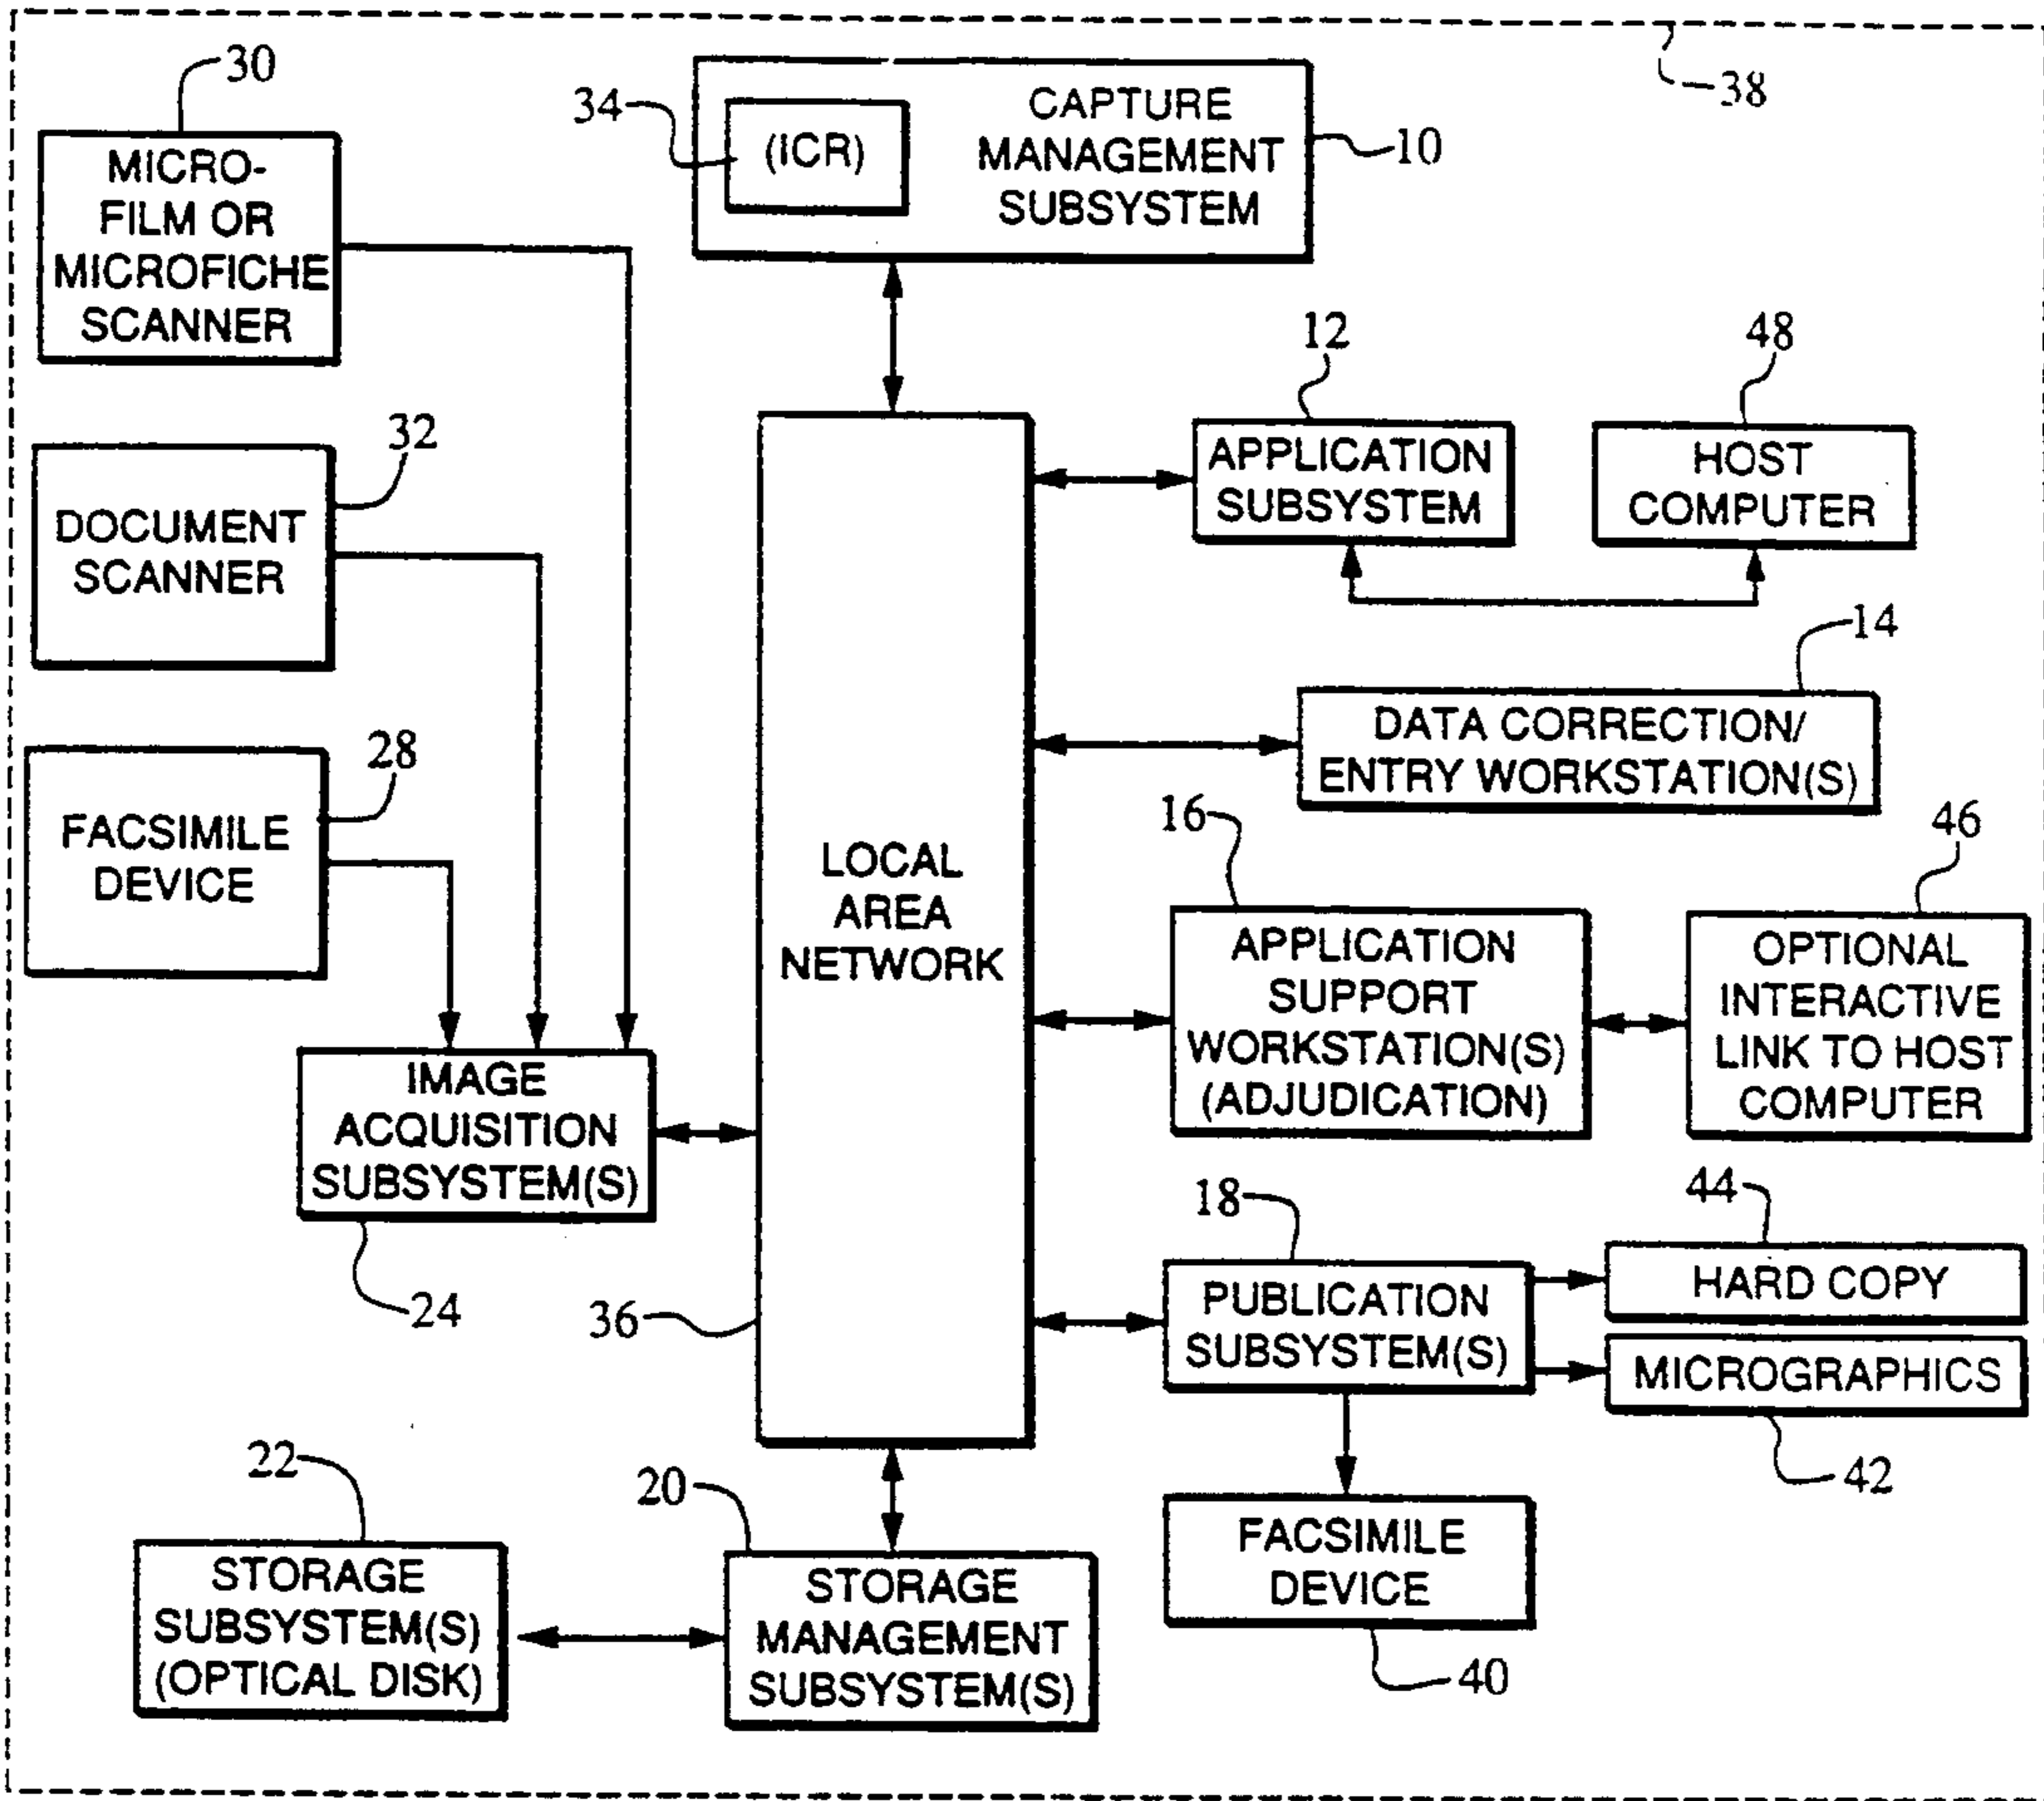 38
30
MICRO-
FILM OR
MICROFICHE
SCANNER
34
(ICR)
CAPTURE
MANAGEMENT
SUBSYSTEM
10
32
DOCUMENT
SCANNER
28
FACSIMILE
DEVICE
12
APPLICATION
SUBSYSTEM
48
HOST
COMPUTER
14
DATA CORRECTION/
ENTRY WORKSTATION(S)
LOCAL
AREA
NETWORK
36
16
APPLICATION
SUPPORT
WORKSTATION(S)
(ADJUDICATION)
46
OPTIONAL
INTERACTIVE
LINK TO HOST
COMPUTER
IMAGE
ACQUISITION
SUBSYSTEM(S)
24
18
PUBLICATION
SUBSYSTEM(S)
44
HARD COPY
MICROGRAPHICS
42
FACSIMILE
DEVICE
40
22
STORAGE
SUBSYSTEM(S)
(OPTICAL DISK)
20
STORAGE
MANAGEMENT
SUBSYSTEM(S)